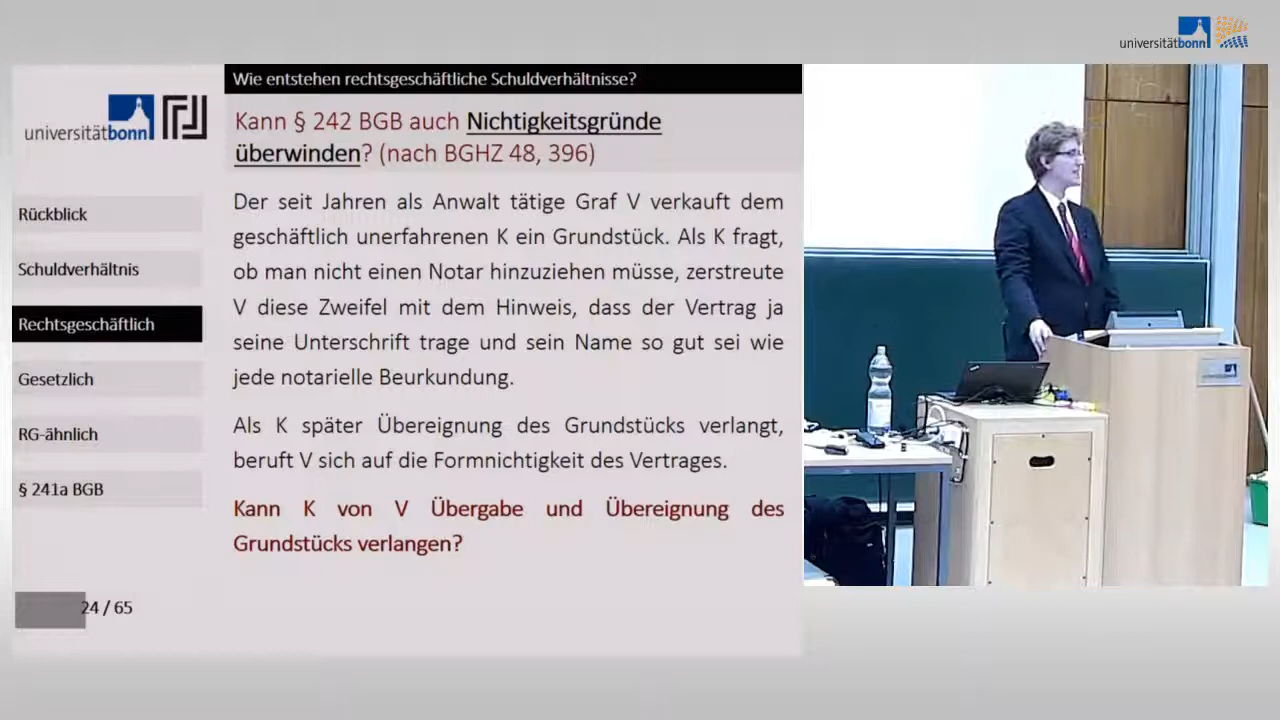 universitätbonn
Wie entstehen rechtsgeschäftliche Schuldverhältnisse?
universitätbonn
Kann § 242 BGB auch Nichtigkeitsgründe
überwinden? (nach BGHZ 48, 396)
Rückblick
Schuldverhältnis
Rechtsgeschäftlich
Gesetzlich
RG-ähnlich
§ 241a BGB
Der seit Jahren als Anwalt tätige Graf V verkauft dem
geschäftlich unerfahrenen K ein Grundstück. Als K fragt,
ob man nicht einen Notar hinzuziehen müsse, zerstreute
V diese Zweifel mit dem Hinweis, dass der Vertrag ja
seine Unterschrift trage und sein Name so gut sei wie
jede notarielle Beurkundung.
Als K später Übereignung des Grundstücks verlangt,
beruft V sich auf die Formnichtigkeit des Vertrages.
Kann K von V Übergabe und Übereignung des
Grundstücks verlangen?
24 / 65